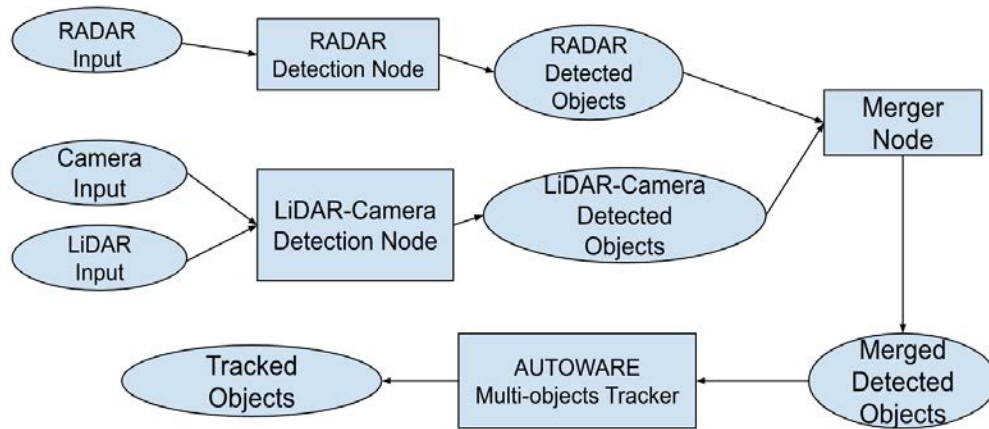 RADAR
Input
RADAR
Detection Node
RADAR
Detected
Objects
Merger
Node
Camera
Input
LiDAR
Input
LiDAR-Camera
Detection Node
LiDAR-Camera
Detected
Objects
Tracked
Objects
AUTOWARE
Multi-objects Tracker
Merged
Detected
Objects